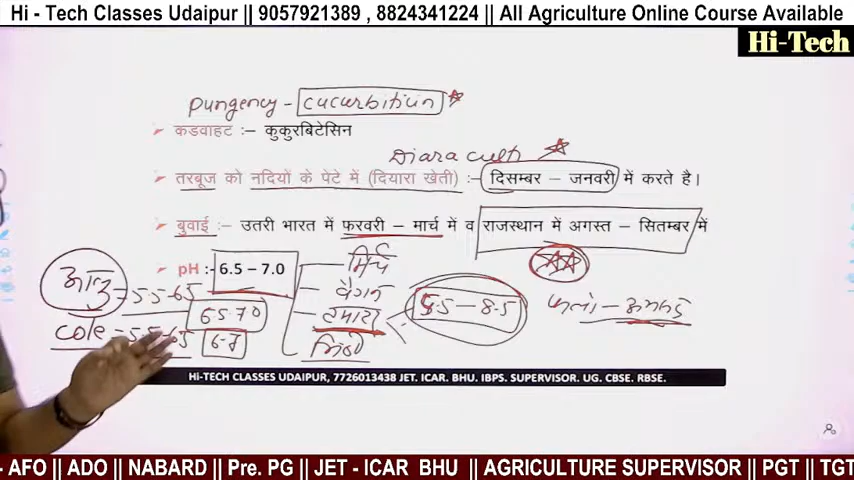 Hi - Tech Classes Udaipur || 9057921389 , 8824341224 || All Agriculture Online Course Available
Hi-Tech
Pungency - cucurbitiin
कडवाहट :- कुकुरबिटेसिन
Diara cult
तरबूज को नदियों के पेटे में (दियारा खेती) :- दिसम्बर – जनवरी में करते है।
बुवाई :- उतरी भारत में फरवरी – मार्च में व राजस्थान में अगस्त – सितम्बर में
pH :- 6.5 – 7.0
मिर्च
आलू = 5.5-6.5
बैंगन
6.5-7.0
टमाटर
5.5 – 8.5
cole = 5.5-6.5
6-7
भिंडी
HI-TECH CLASSES UDAIPUR, 7726013438 JET. ICAR. BHU. IBPS. SUPERVISOR. UG. CBSE. RBSE.
- AFO || ADO || NABARD || Pre. PG || JET - ICAR BHU || AGRICULTURE SUPERVISOR || PGT || TGT